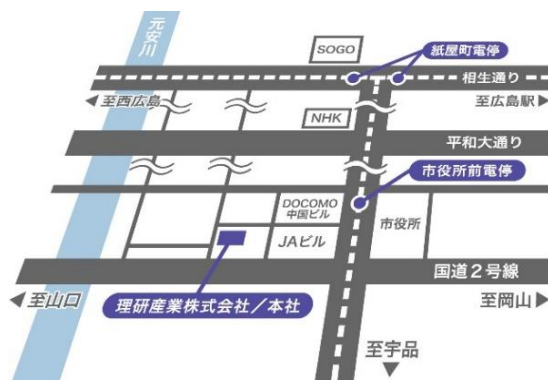 元安川
SOGO
紙屋町電停
相生通り
至西広島
至広島駅
NHK
平和大通り
市役所前電停
DOCOMO
中国ビル
市役所
JAビル
国道2号線
至山口
理研産業株式会社/本社
至岡山
至宇品